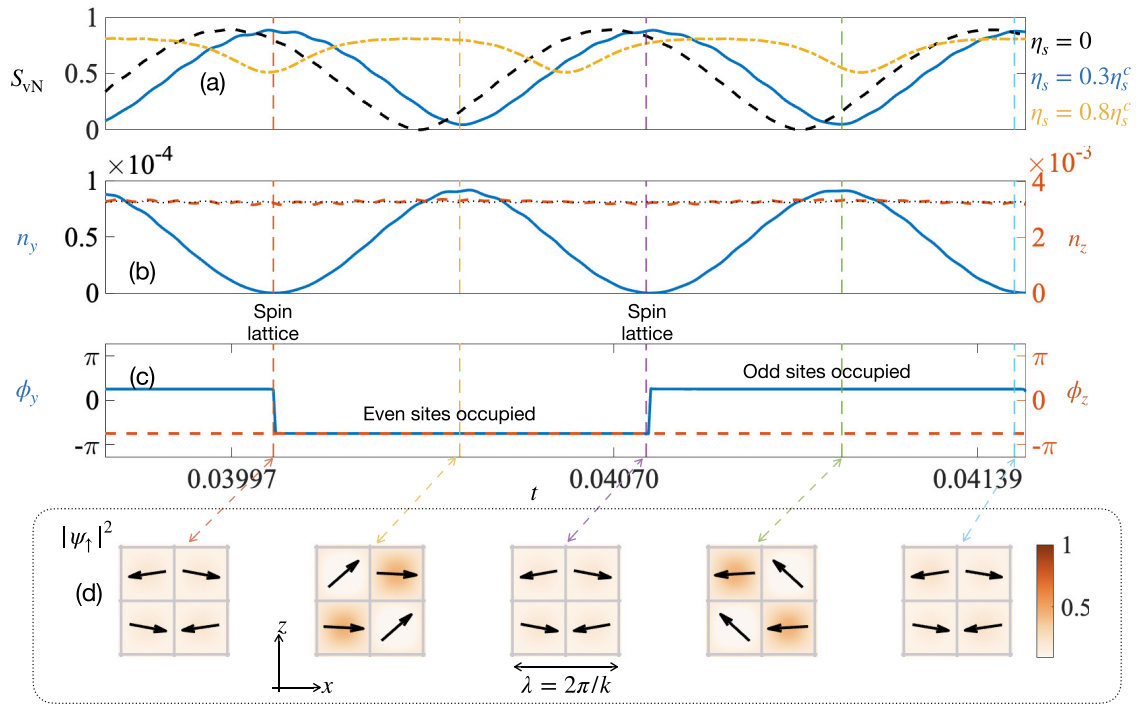 1
0.5
0
S_vN
(a)
η_s = 0
η_s = 0.3η_s^c
η_s = 0.8η_s^c
×10^-4
×10^-3
1
0.5
0
n_y
(b)
4
2
0
n_z
Spin
lattice
Spin
lattice
π
0
-π
ϕ_y
(c)
Even sites occupied
Odd sites occupied
π
0
-π
ϕ_z
0.03997
t
0.04070
0.04139
|ψ_↑|^2
(d)
z
x
λ = 2π/k
1
0.5